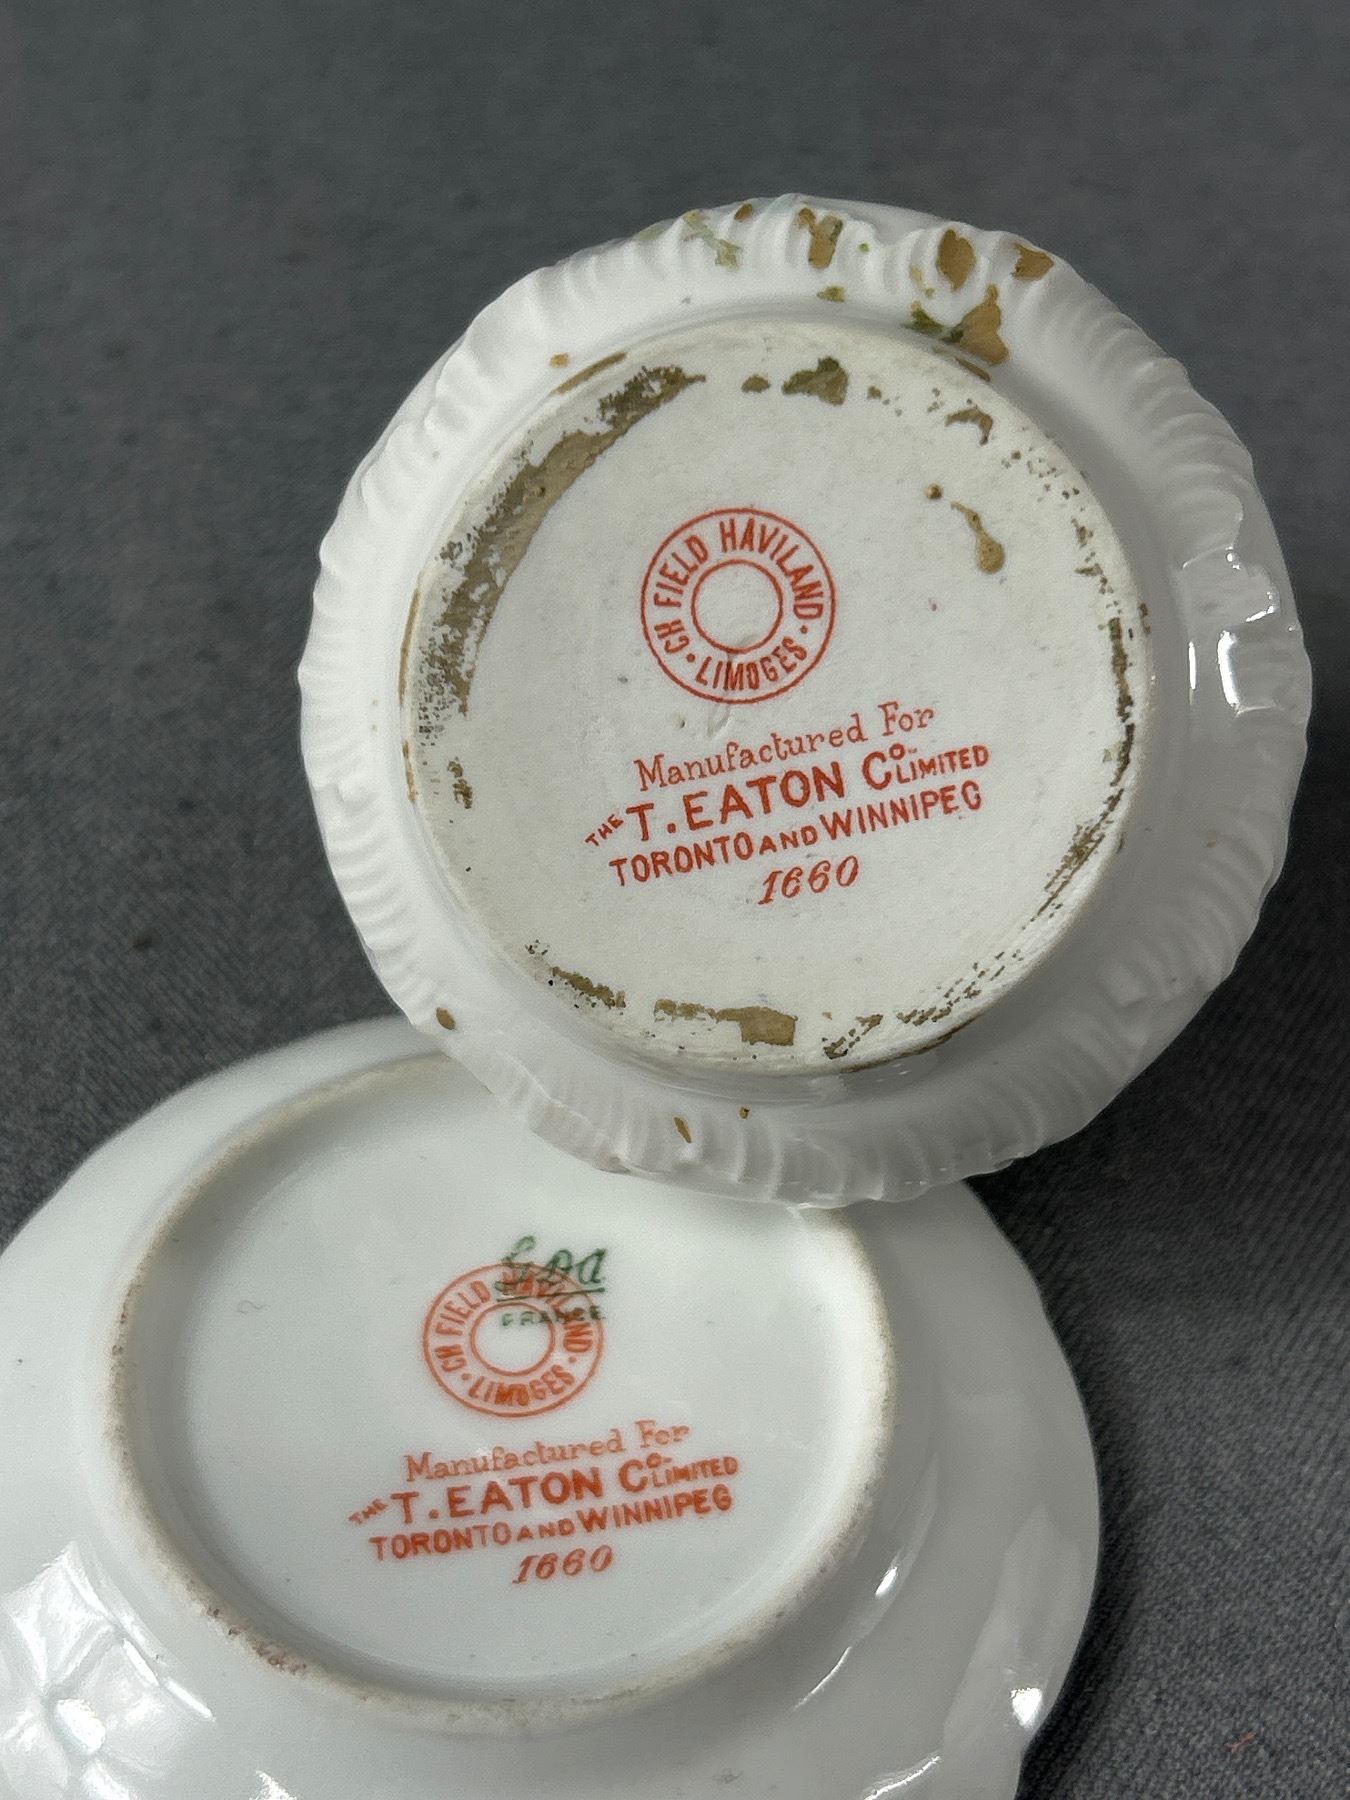 CH FIELD HAVILAND
· LIMOGES ·
Manufactured For
THE T. EATON Co. LIMITED
TORONTO AND WINNIPEG
1660
GDA
FRANCE
CH FIELD HAVILAND
· LIMOGES ·
Manufactured For
THE T. EATON Co. LIMITED
TORONTO AND WINNIPEG
1660